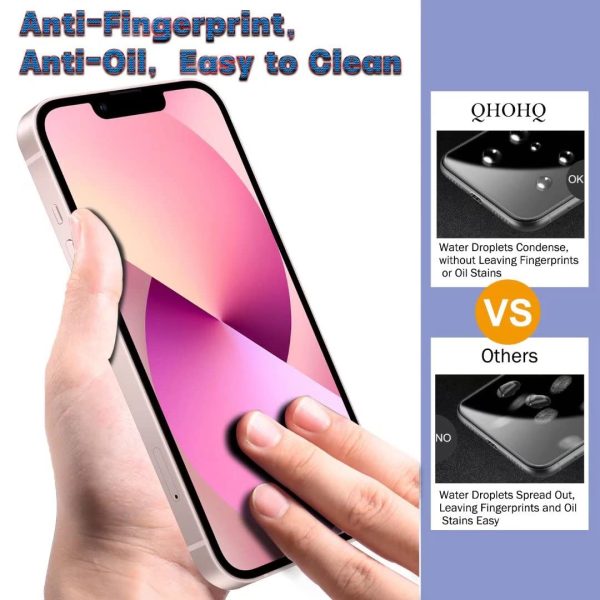 Anti-Fingerprint,
Anti-Oil, Easy to Clean
QHOHQ
OK
Water Droplets Condense,
without Leaving Fingerprints
or Oil Stains
VS
Others
NO
Water Droplets Spread Out,
Leaving Fingerprints and Oil
Stains Easy